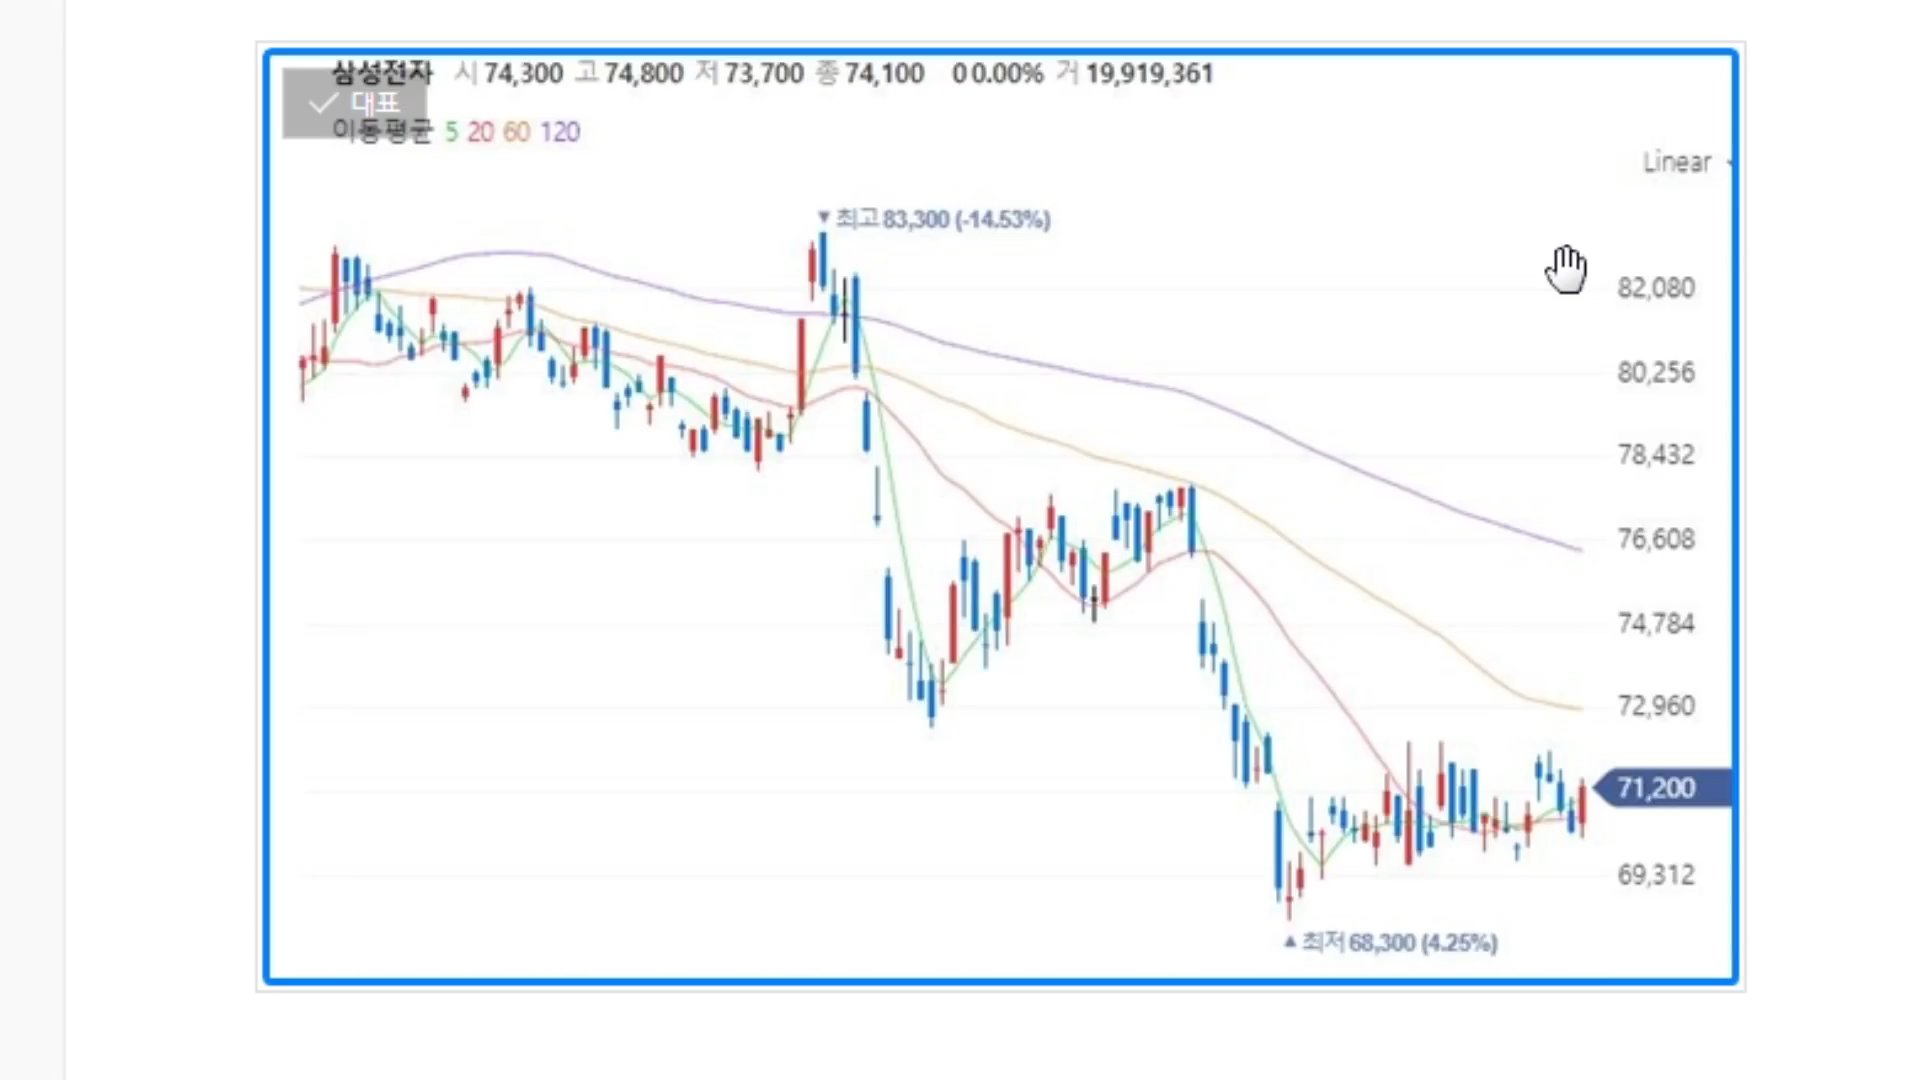 삼성전자 시 74,300 고 74,800 저 73,700 종 74,100 0 0.00% 거 19,919,361
✓ 대표
이동평균 5 20 60 120
Linear
▼ 최고 83,300 (-14.53%)
82,080
80,256
78,432
76,608
74,784
72,960
71,200
69,312
▲ 최저 68,300 (4.25%)